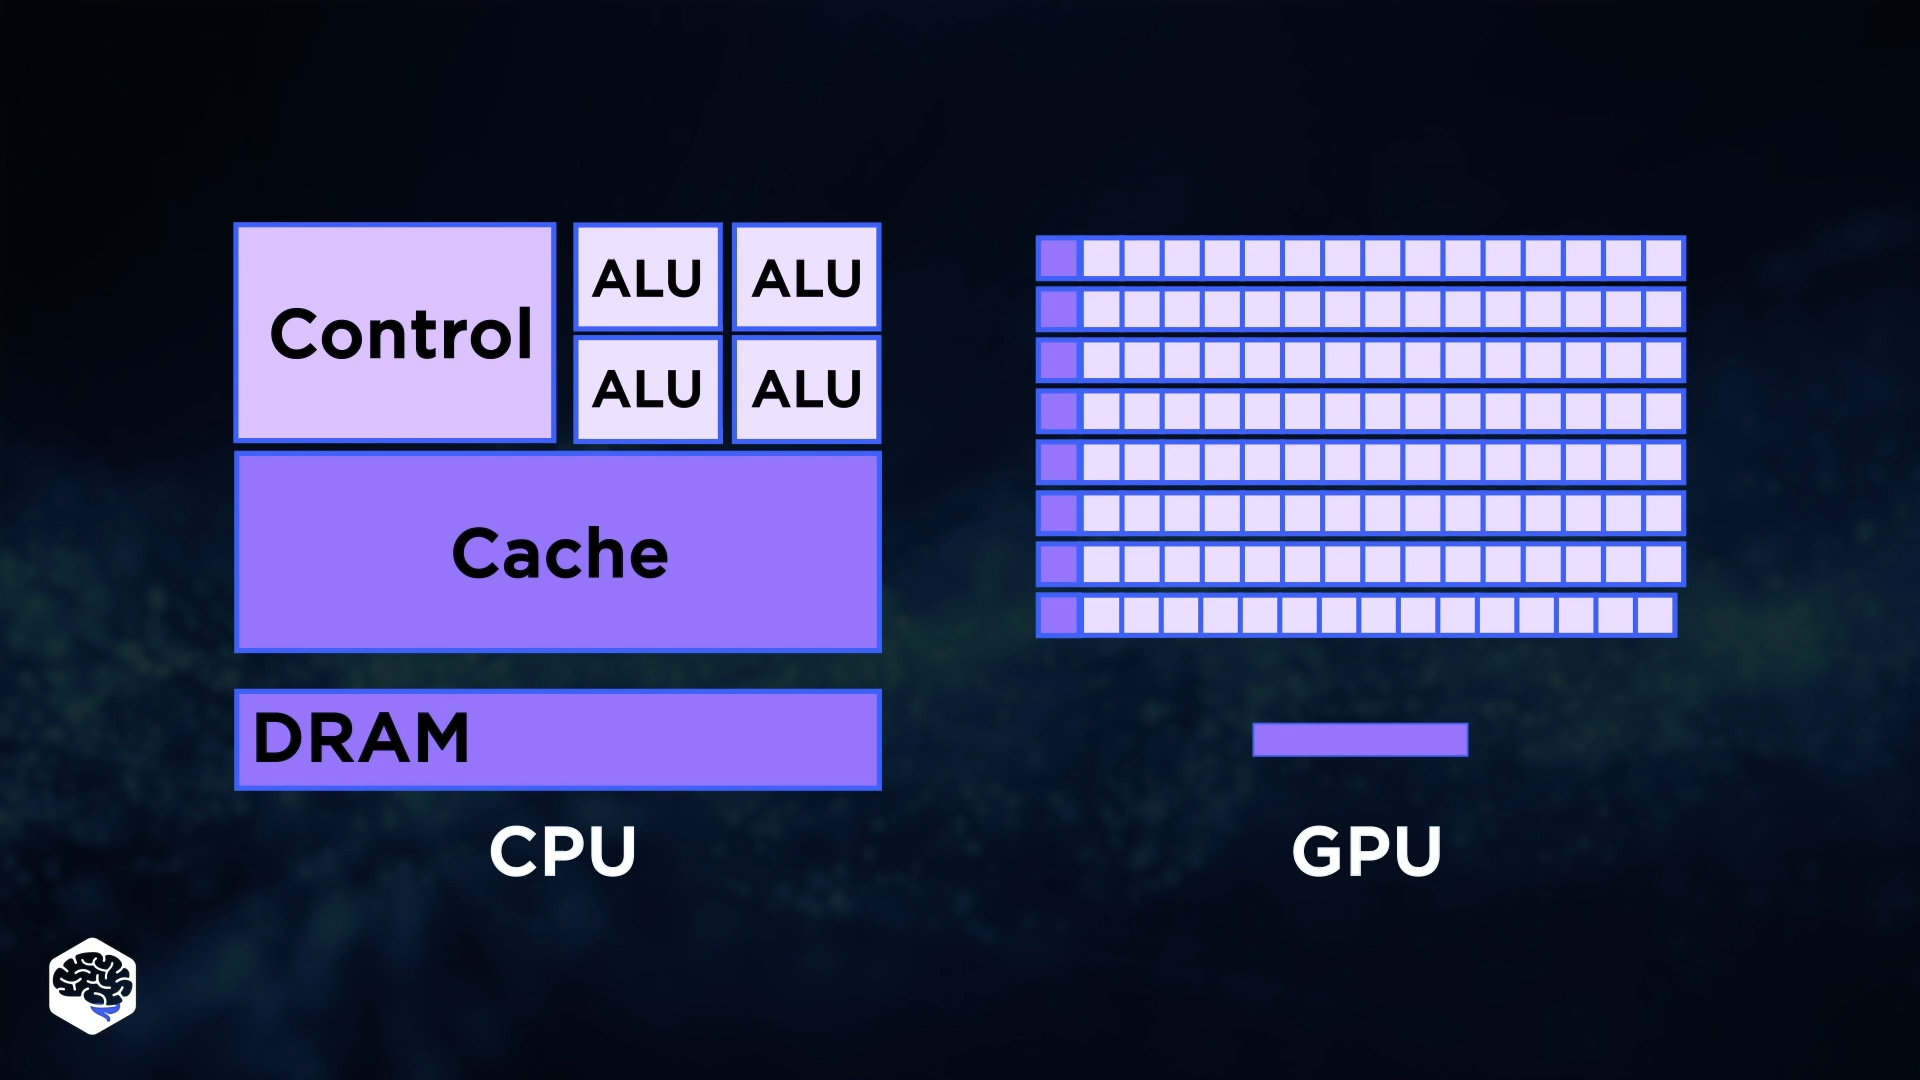 Control
ALU ALU
ALU ALU
Cache
DRAM
CPU
GPU